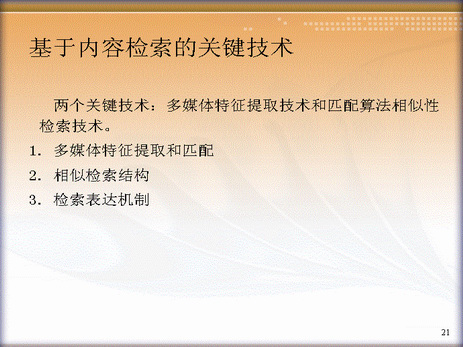 基于内容检索的关键技术
两个关键技术：多媒体特征提取技术和匹配算法相似性
检索技术。
1．多媒体特征提取和匹配
2．相似检索结构
3．检索表达机制
21